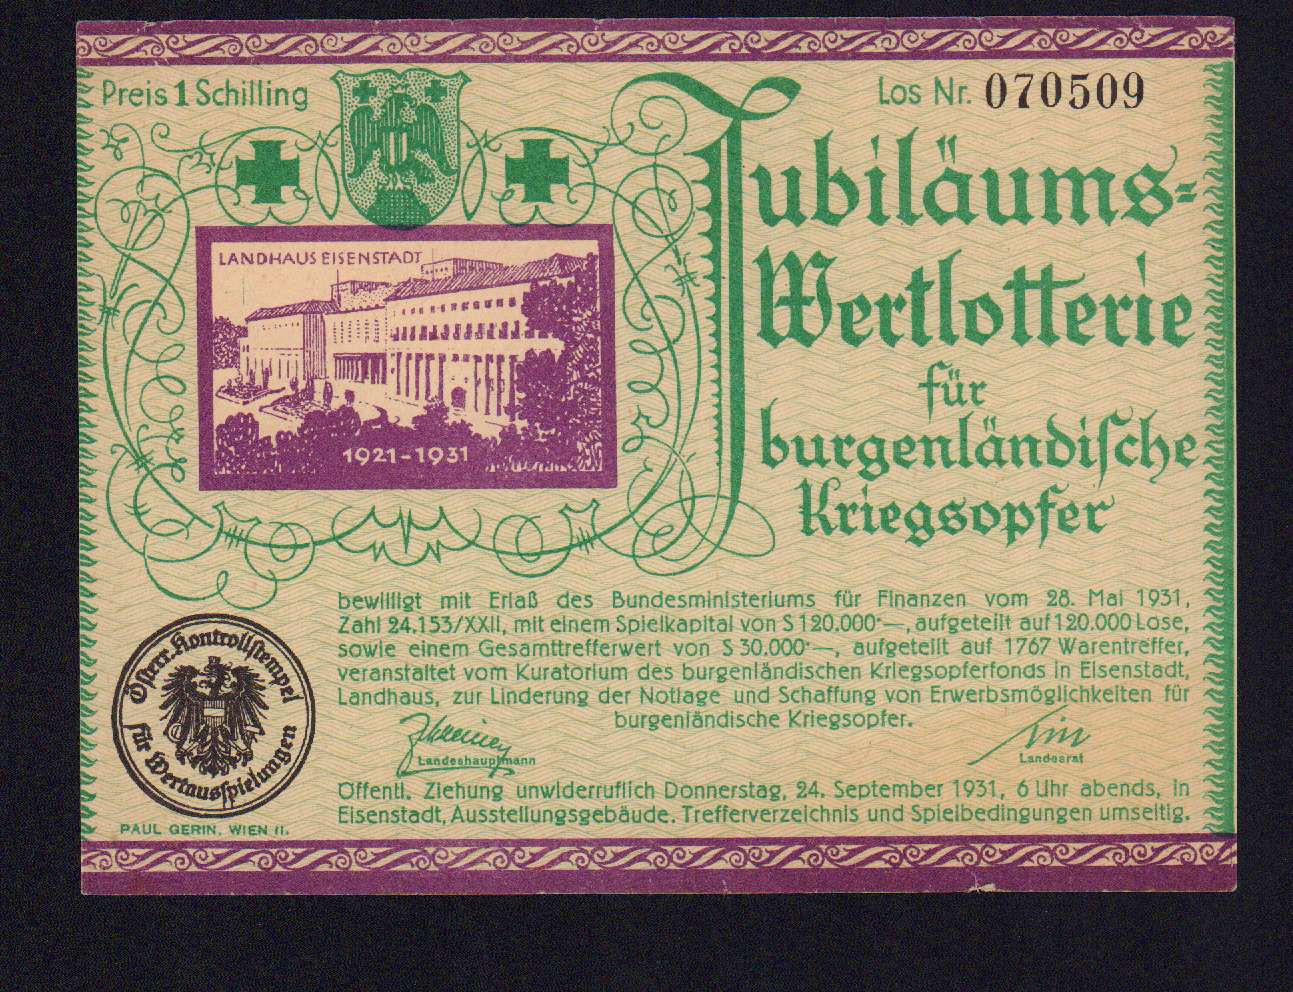 Preis 1 Schilling
Los Nr. 070509
Jubiläums-
Wertlotterie
für
burgenländische
Kriegsopfer
LANDHAUS EISENSTADT
1921-1931
bewilligt mit Erlaß des Bundesministeriums für Finanzen vom 28. Mai 1931,
Zahl 24.153/XXII, mit einem Spielkapital von S 120.000·—, aufgeteilt auf 120.000 Lose,
sowie einem Gesamttrefferwert von S 30.000·—, aufgeteilt auf 1767 Warentreffer,
veranstaltet vom Kuratorium des burgenländischen Kriegsopferfonds in Eisenstadt,
Landhaus, zur Linderung der Notlage und Schaffung von Erwerbsmöglichkeiten für
burgenländische Kriegsopfer.
Landeshauptmann
Landesrat
Öffentl. Ziehung unwiderruflich Donnerstag, 24. September 1931, 6 Uhr abends, in
Eisenstadt, Ausstellungsgebäude. Trefferverzeichnis und Spielbedingungen umseitig.
Österr. Kontrollstempel
für Wertausspielungen
PAUL GERIN, WIEN II.